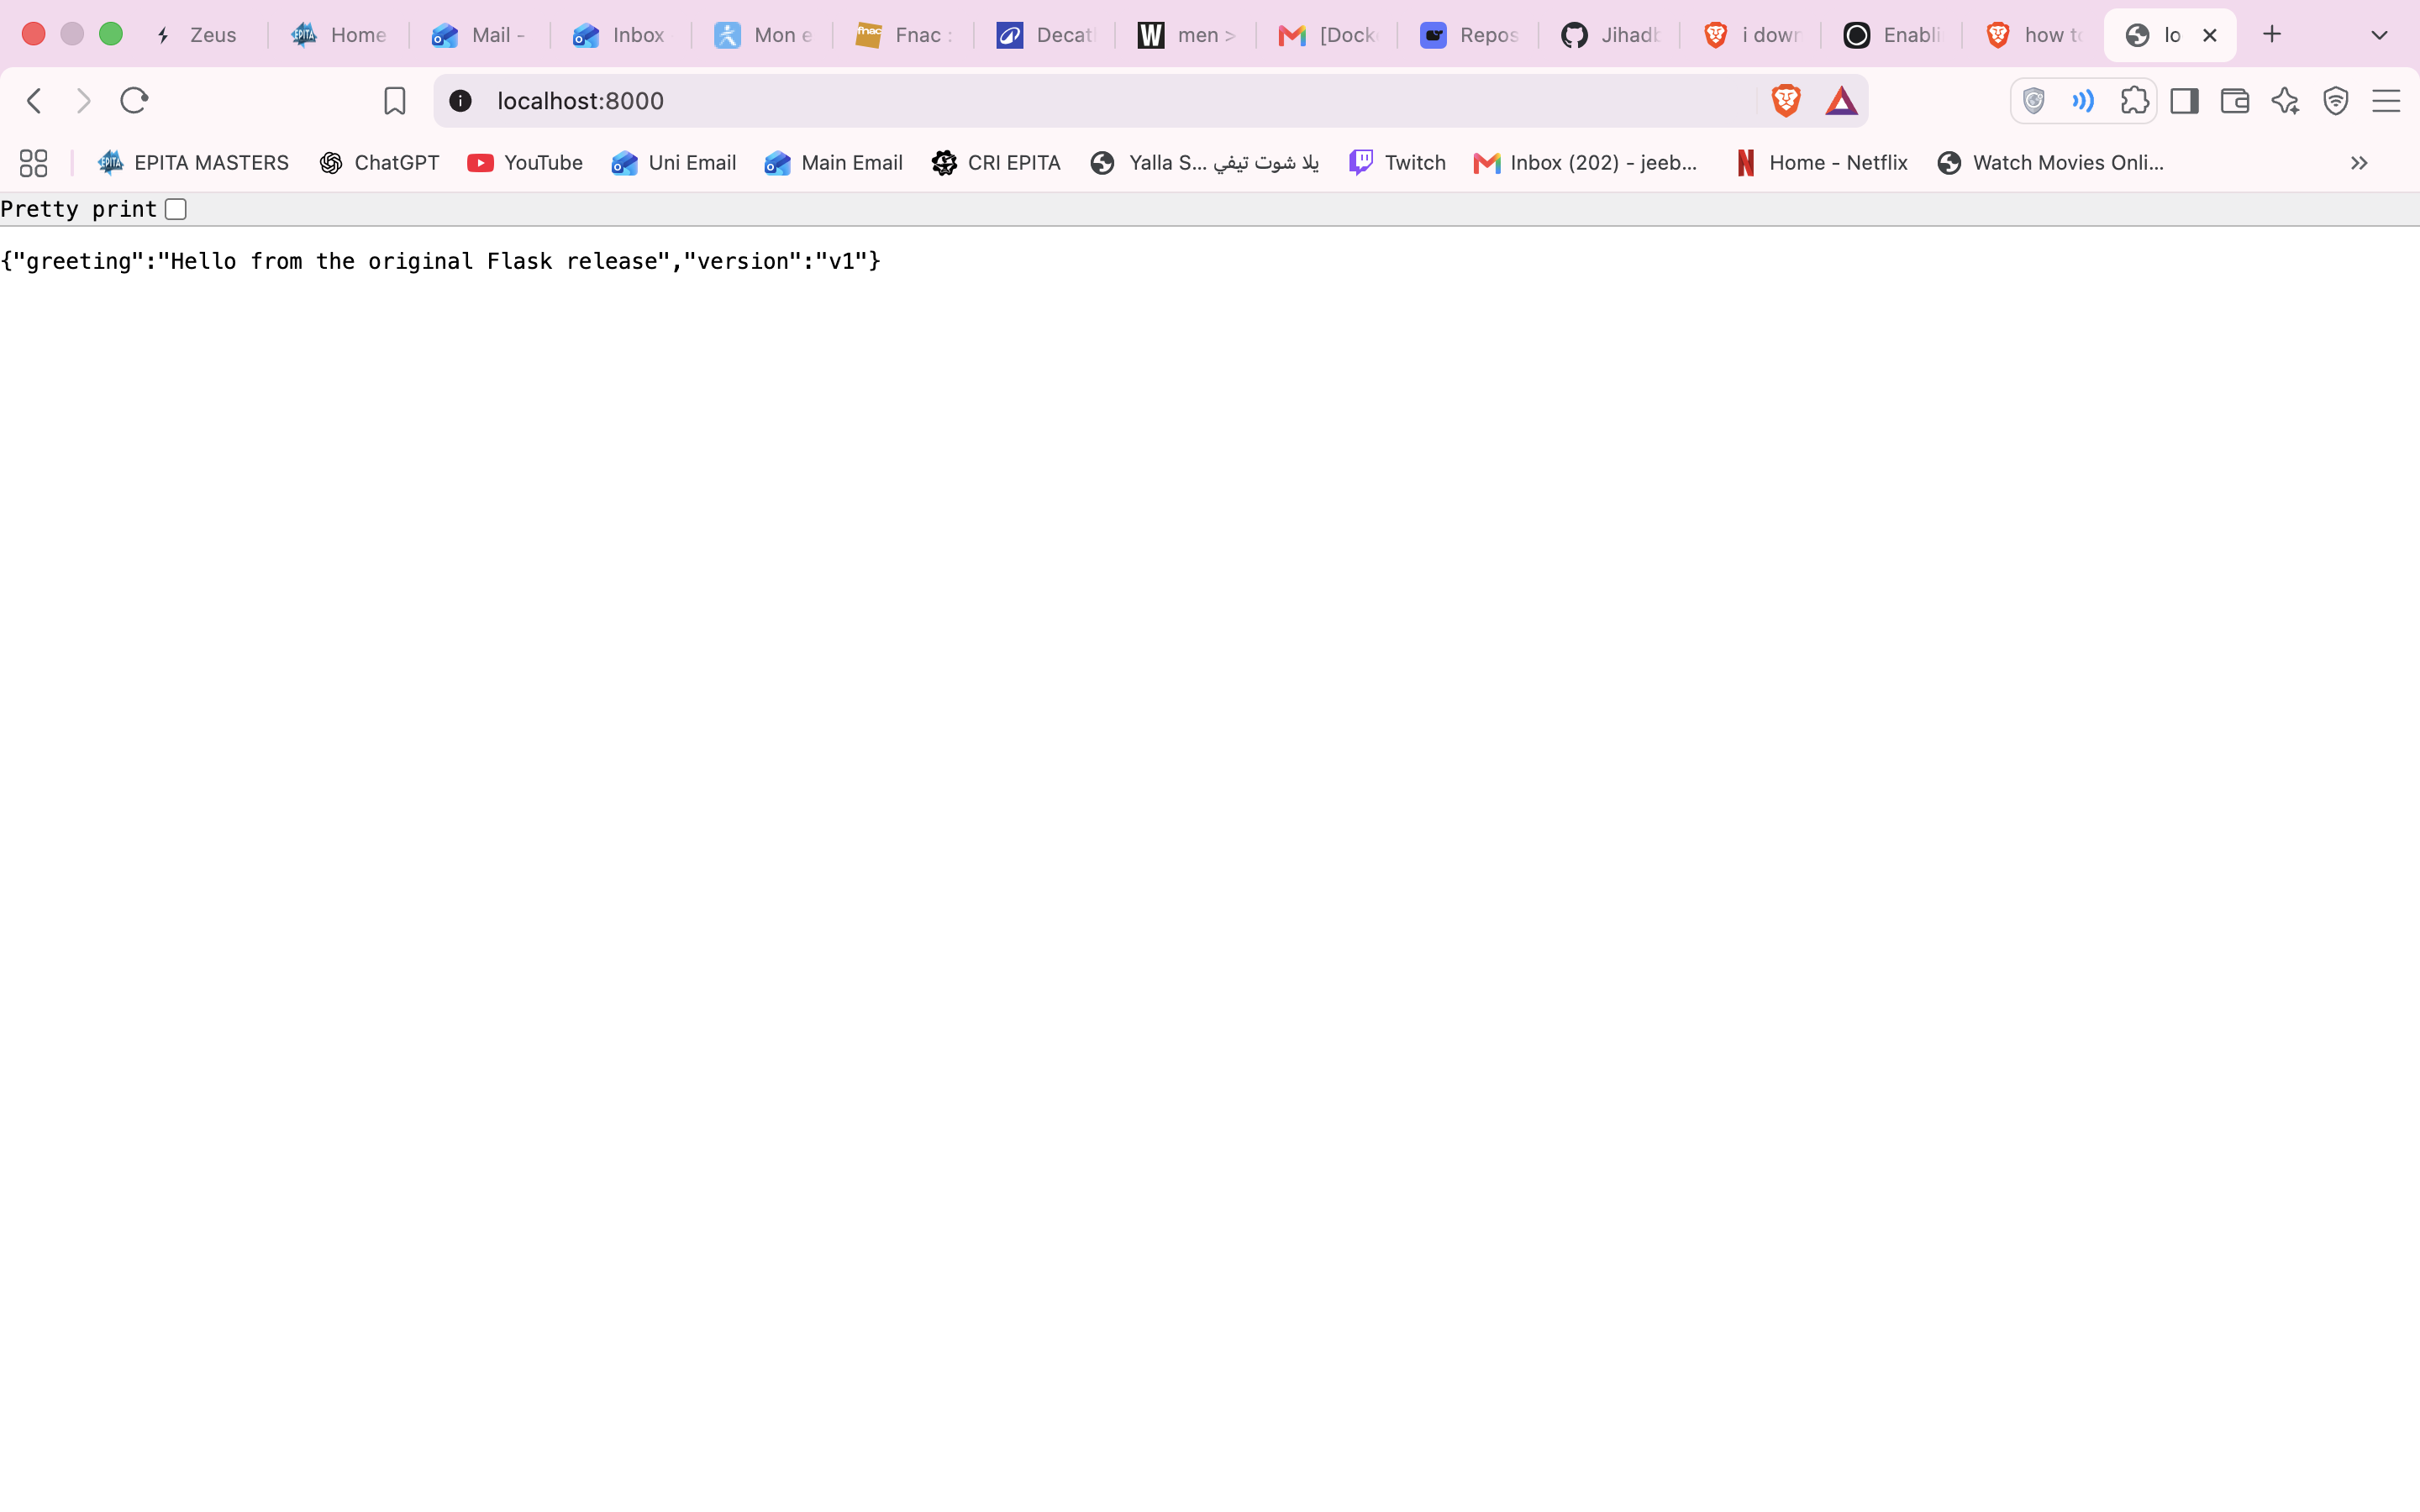 Zeus Home Mail - Inbox Mon e Fnac : Decat men > [Dock Repos Jihadb i down Enabli how to lo
localhost:8000
EPITA MASTERS ChatGPT YouTube Uni Email Main Email CRI EPITA Yalla S... يلا شوت تيفي Twitch Inbox (202) - jeeb... Home - Netflix Watch Movies Onli...
Pretty print
{"greeting":"Hello from the original Flask release","version":"v1"}